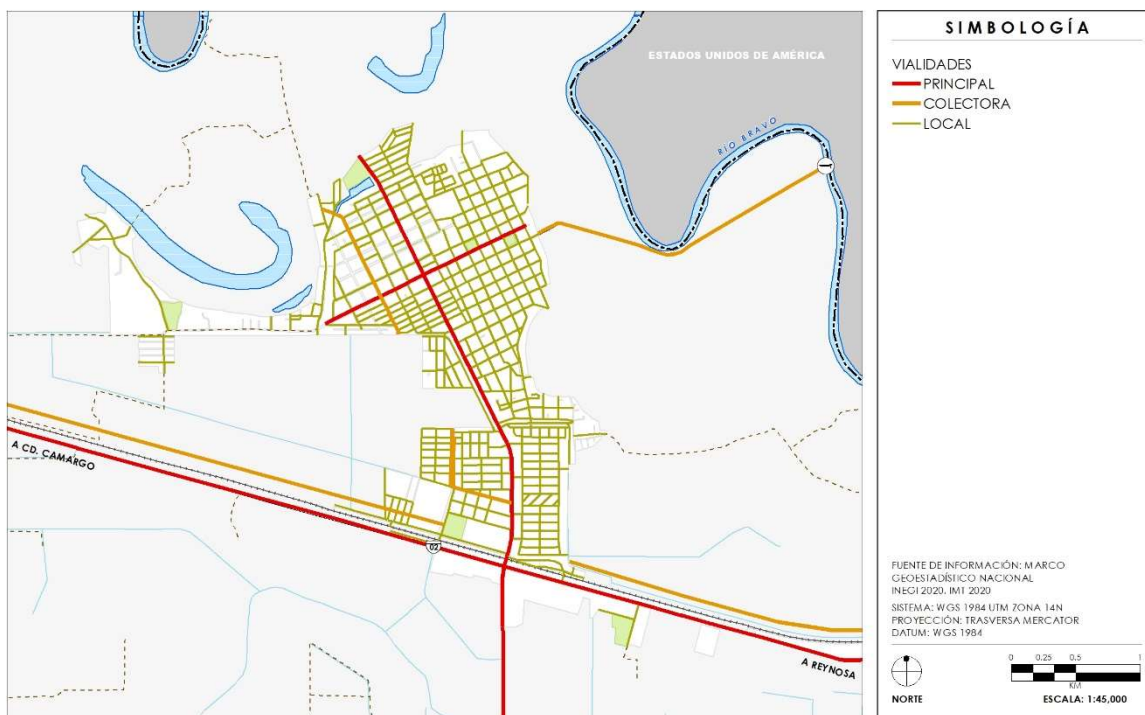 ESTADOS UNIDOS DE AMÉRICA
RÍO BRAVO
A CD. CAMARGO
02
A REYNOSA
SIMBOLOGÍA
VIALIDADES
PRINCIPAL
COLECTORA
LOCAL
FUENTE DE INFORMACIÓN: MARCO
GEOESTADÍSTICO NACIONAL
INEGI 2020. IMT 2020
SISTEMA: WGS 1984 UTM ZONA 14N
PROYECCIÓN: TRASVERSA MERCATOR
DATUM: WGS 1984
0 0.25 0.5 1
KM
NORTE
ESCALA: 1:45,000